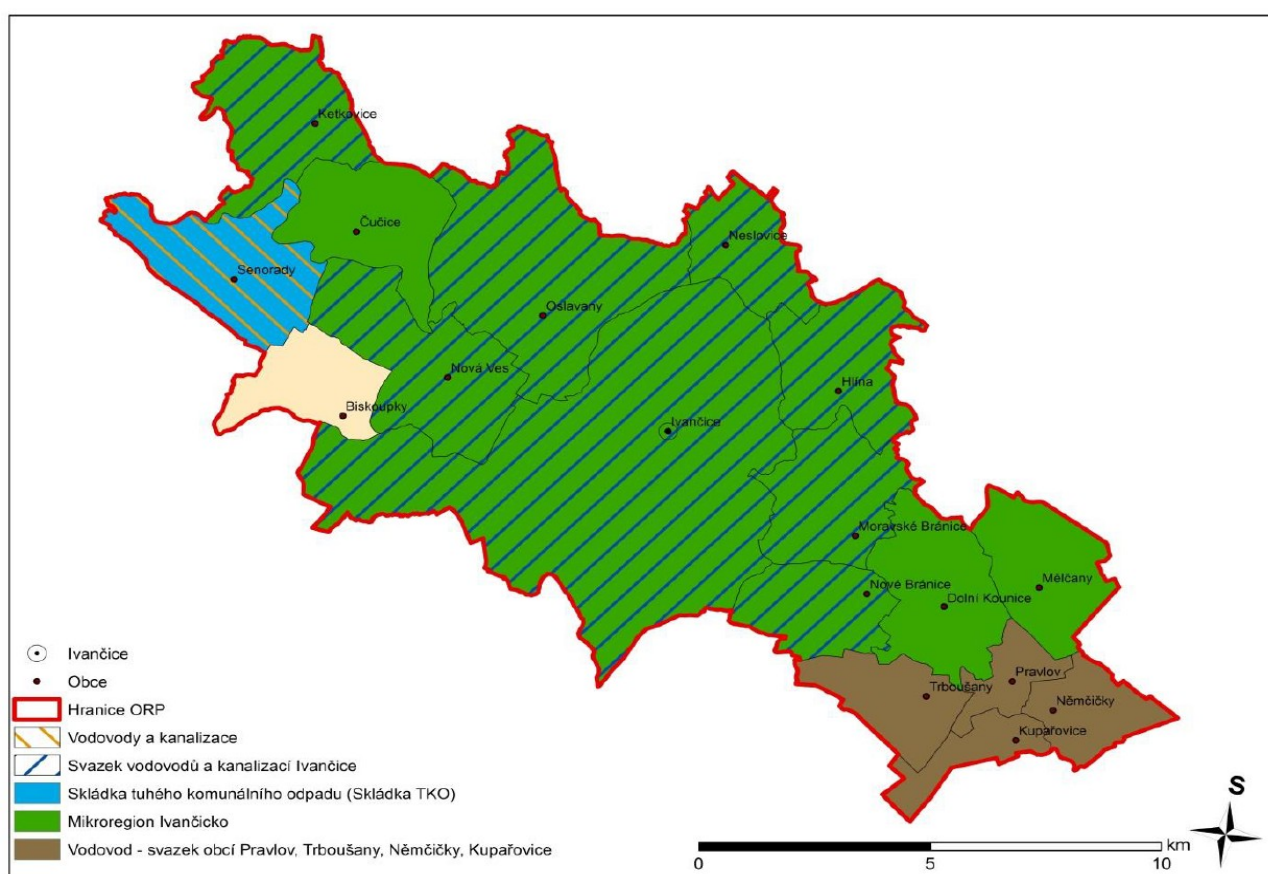 Ketkovice
Čučice
Neslovice
Senorady
Oslavany
Nová Ves
Hlína
Biskoupky
Ivančice
Moravské Bránice
Nové Bránice
Mělčany
Dolní Kounice
Pravlov
Trboušany
Němčičky
Kupařovice
Ivančice
Obce
Hranice ORP
Vodovody a kanalizace
Svazek vodovodů a kanalizací Ivančice
Skládka tuhého komunálního odpadu (Skládka TKO)
Mikroregion Ivančicko
Vodovod - svazek obcí Pravlov, Trboušany, Němčičky, Kupařovice
S
km
0 5 10